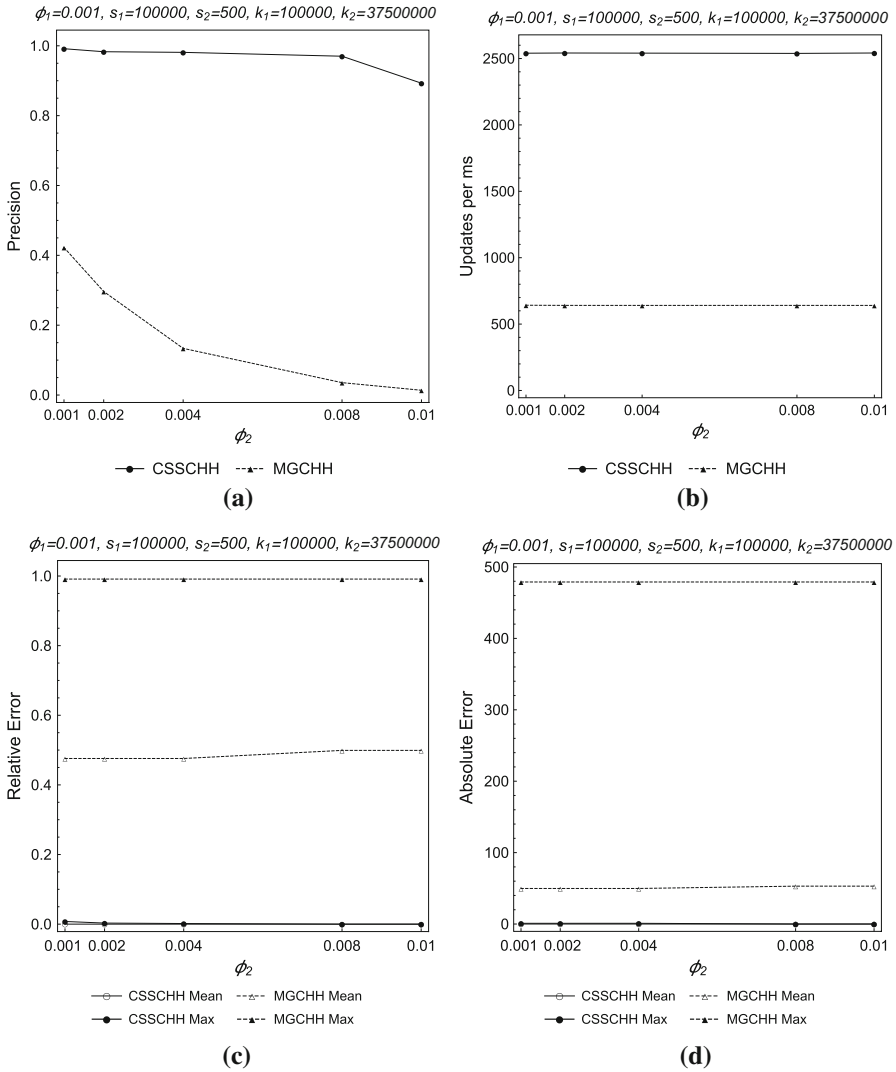 ϕ1=0.001, s1=100000, s2=500, k1=100000, k2=37500000
1.0
0.8
0.6
0.4
0.2
0.0
Precision
0.001 0.002 0.004 0.008 0.01
ϕ2
CSSCHH MGCHH
(a)
ϕ1=0.001, s1=100000, s2=500, k1=100000, k2=37500000
2500
2000
1500
1000
500
0
Updates per ms
0.001 0.002 0.004 0.008 0.01
ϕ2
CSSCHH MGCHH
(b)
ϕ1=0.001, s1=100000, s2=500, k1=100000, k2=37500000
1.0
0.8
0.6
0.4
0.2
0.0
Relative Error
0.001 0.002 0.004 0.008 0.01
ϕ2
CSSCHH Mean MGCHH Mean
CSSCHH Max MGCHH Max
(c)
ϕ1=0.001, s1=100000, s2=500, k1=100000, k2=37500000
500
400
300
200
100
0
Absolute Error
0.001 0.002 0.004 0.008 0.01
ϕ2
CSSCHH Mean MGCHH Mean
CSSCHH Max MGCHH Max
(d)